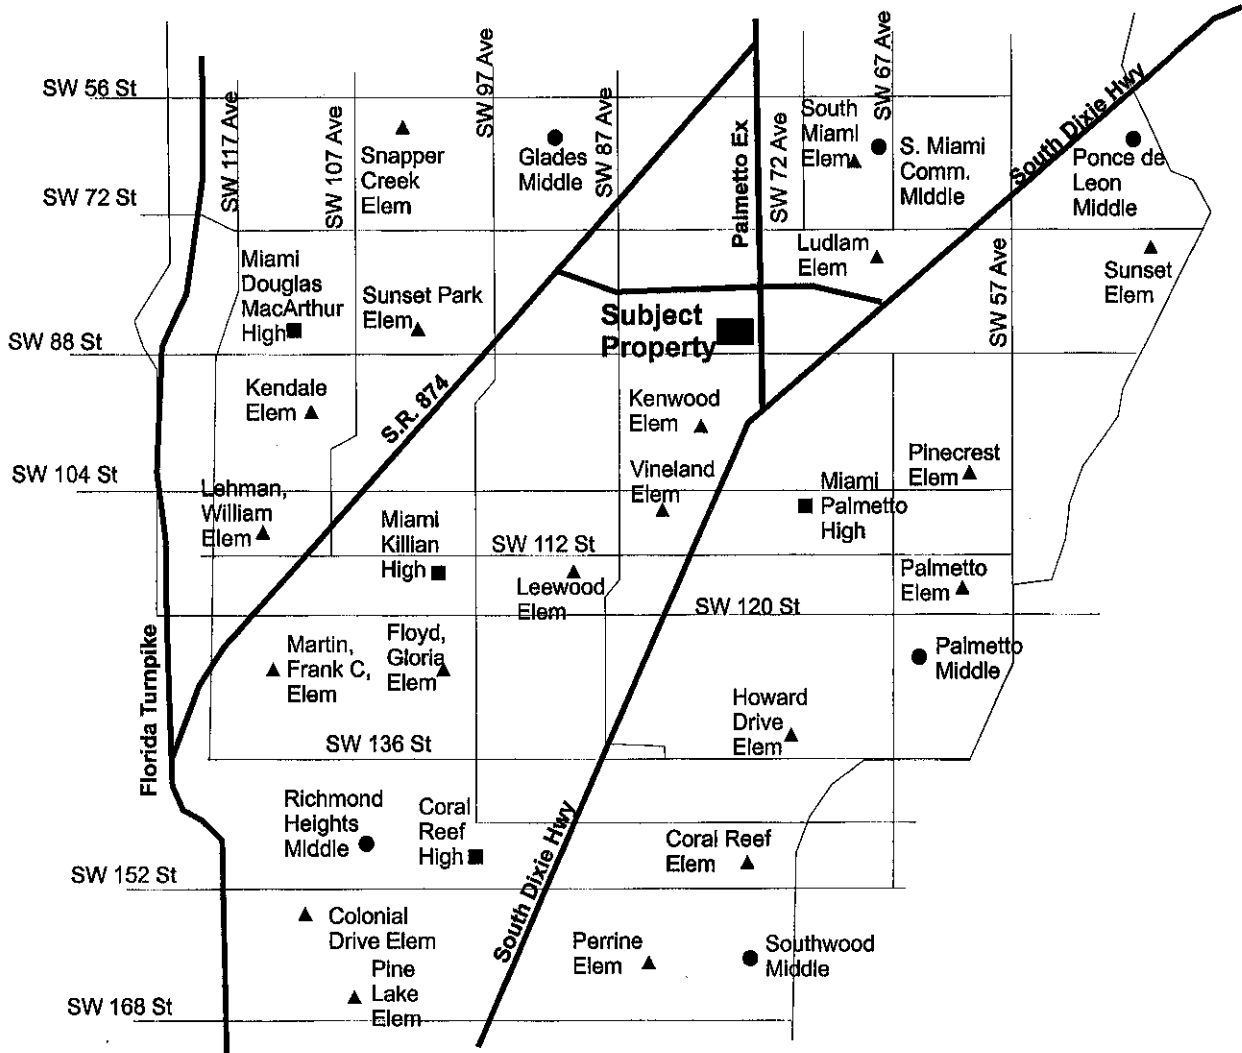 SW 56 St
SW 72 St
SW 88 St
SW 104 St
SW 112 St
SW 120 St
SW 136 St
SW 152 St
SW 168 St
SW 117 Ave
SW 107 Ave
SW 97 Ave
SW 87 Ave
Palmetto Ex
SW 72 Ave
SW 67 Ave
SW 57 Ave
South Dixie Hwy
S.R. 874
Florida Turnpike
South Dixie Hwy
Snapper
Creek
Elem
Glades
Middle
South
Miami
Elem
S. Miami
Comm.
Middle
Ponce de
Leon
Middle
Miami
Douglas
MacArthur
High
Sunset Park
Elem
Ludlam
Elem
Sunset
Elem
Subject
Property
Kendale
Elem
Kenwood
Elem
Vineland
Elem
Pinecrest
Elem
Lehman,
William
Elem
Miami
Killian
High
Miami
Palmetto
High
Leewood
Elem
Palmetto
Elem
Martin,
Frank C,
Elem
Floyd,
Gloria
Elem
Palmetto
Middle
Howard
Drive
Elem
Richmond
Heights
Middle
Coral
Reef
High
Coral Reef
Elem
Colonial
Drive Elem
Perrine
Elem
Southwood
Middle
Pine
Lake
Elem